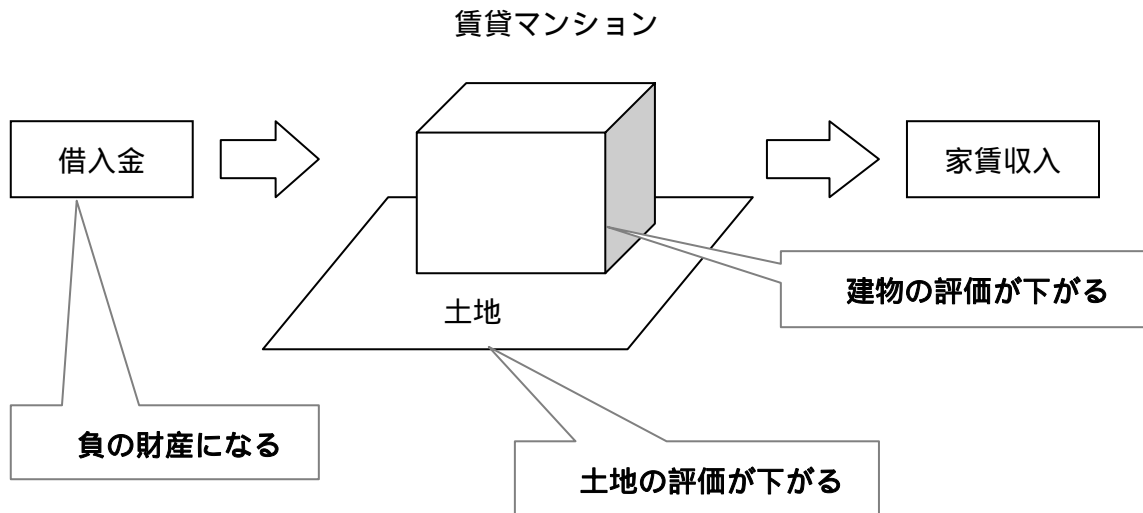 賃貸マンション
借入金
家賃収入
建物の評価が下がる
土地
負の財産になる
土地の評価が下がる